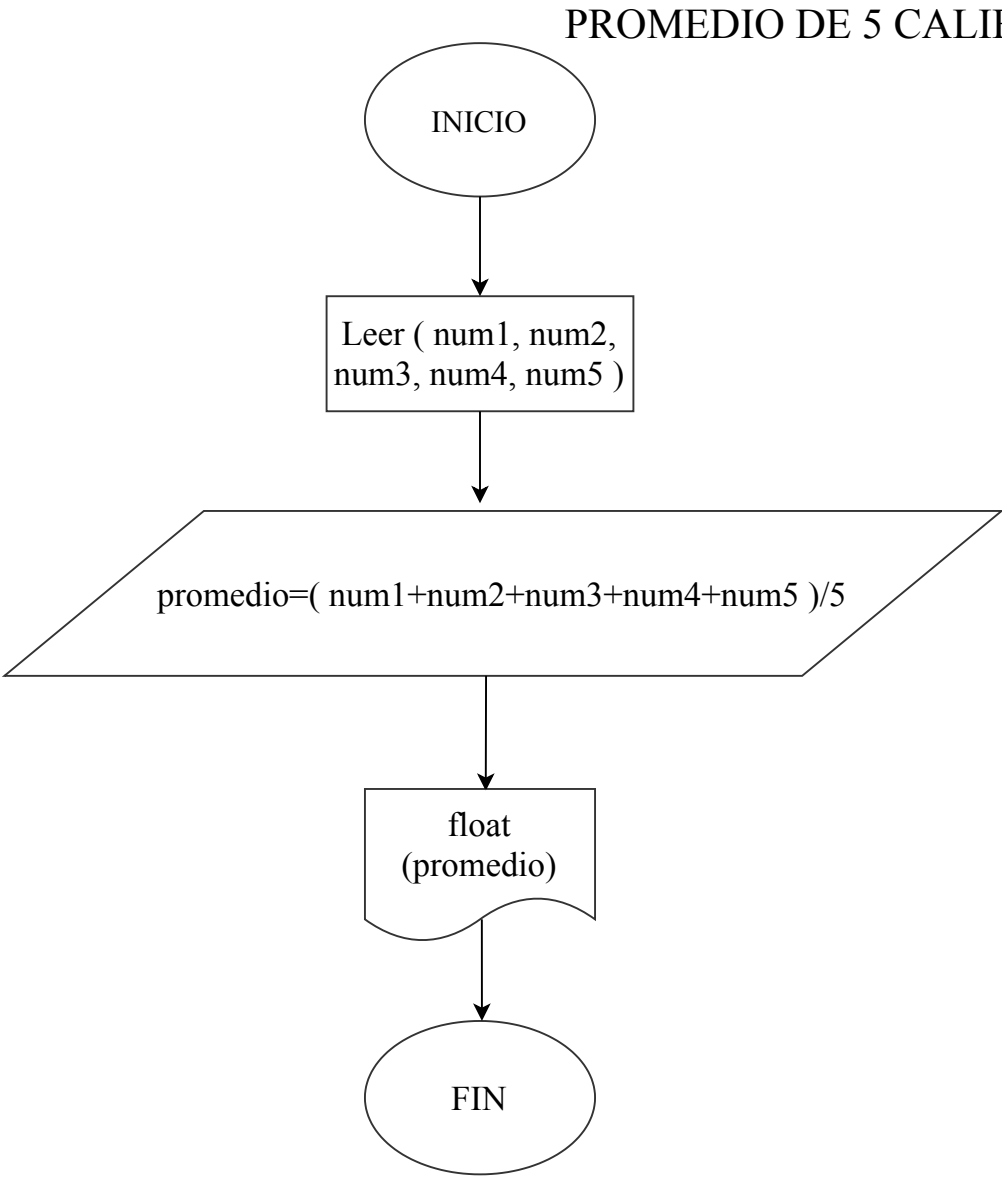 PROMEDIO DE 5
INICIO
Leer ( num1, num2,
num3, num4, num5 )
promedio=( num1+num2+num3+num4+num5 )/5
float
(promedio)
FIN